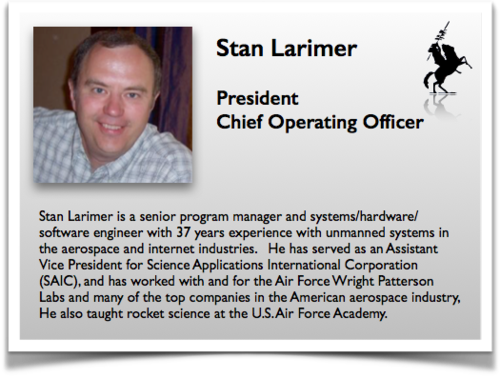 Stan Larimer
President
Chief Operating Officer
Stan Larimer is a senior program manager and systems/hardware/
software engineer with 37 years experience with unmanned systems in
the aerospace and internet industries.   He has served as an Assistant
Vice President for Science Applications International Corporation
(SAIC), and has worked with and for the Air Force Wright Patterson
Labs and many of the top companies in the American aerospace industry,
He also taught rocket science at the U.S. Air Force Academy.